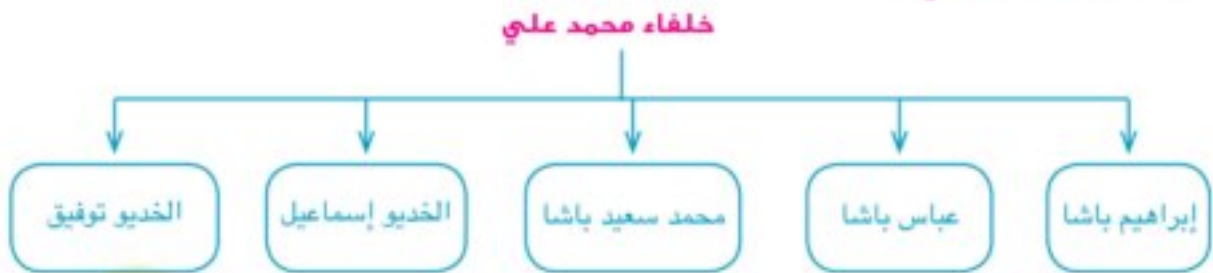 خلفاء محمد علي
إبراهيم باشا
عباس باشا
محمد سعيد باشا
الخديو إسماعيل
الخديو توفيق